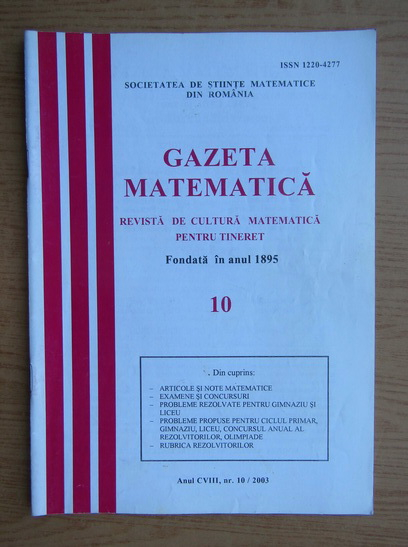 ISSN 1220-4277
SOCIETATEA DE ŞTIINŢE MATEMATICE
DIN ROMÂNIA
GAZETA
MATEMATICĂ
REVISTĂ DE CULTURĂ MATEMATICĂ
PENTRU TINERET
Fondată în anul 1895
10
. Din cuprins:
– ARTICOLE ŞI NOTE MATEMATICE
– EXAMENE ŞI CONCURSURI
– PROBLEME REZOLVATE PENTRU GIMNAZIU ŞI
LICEU
– PROBLEME PROPUSE PENTRU CICLUL PRIMAR,
GIMNAZIU, LICEU, CONCURSUL ANUAL AL
REZOLVITORILOR, OLIMPIADE
– RUBRICA REZOLVITORILOR
Anul CVIII, nr. 10 / 2003